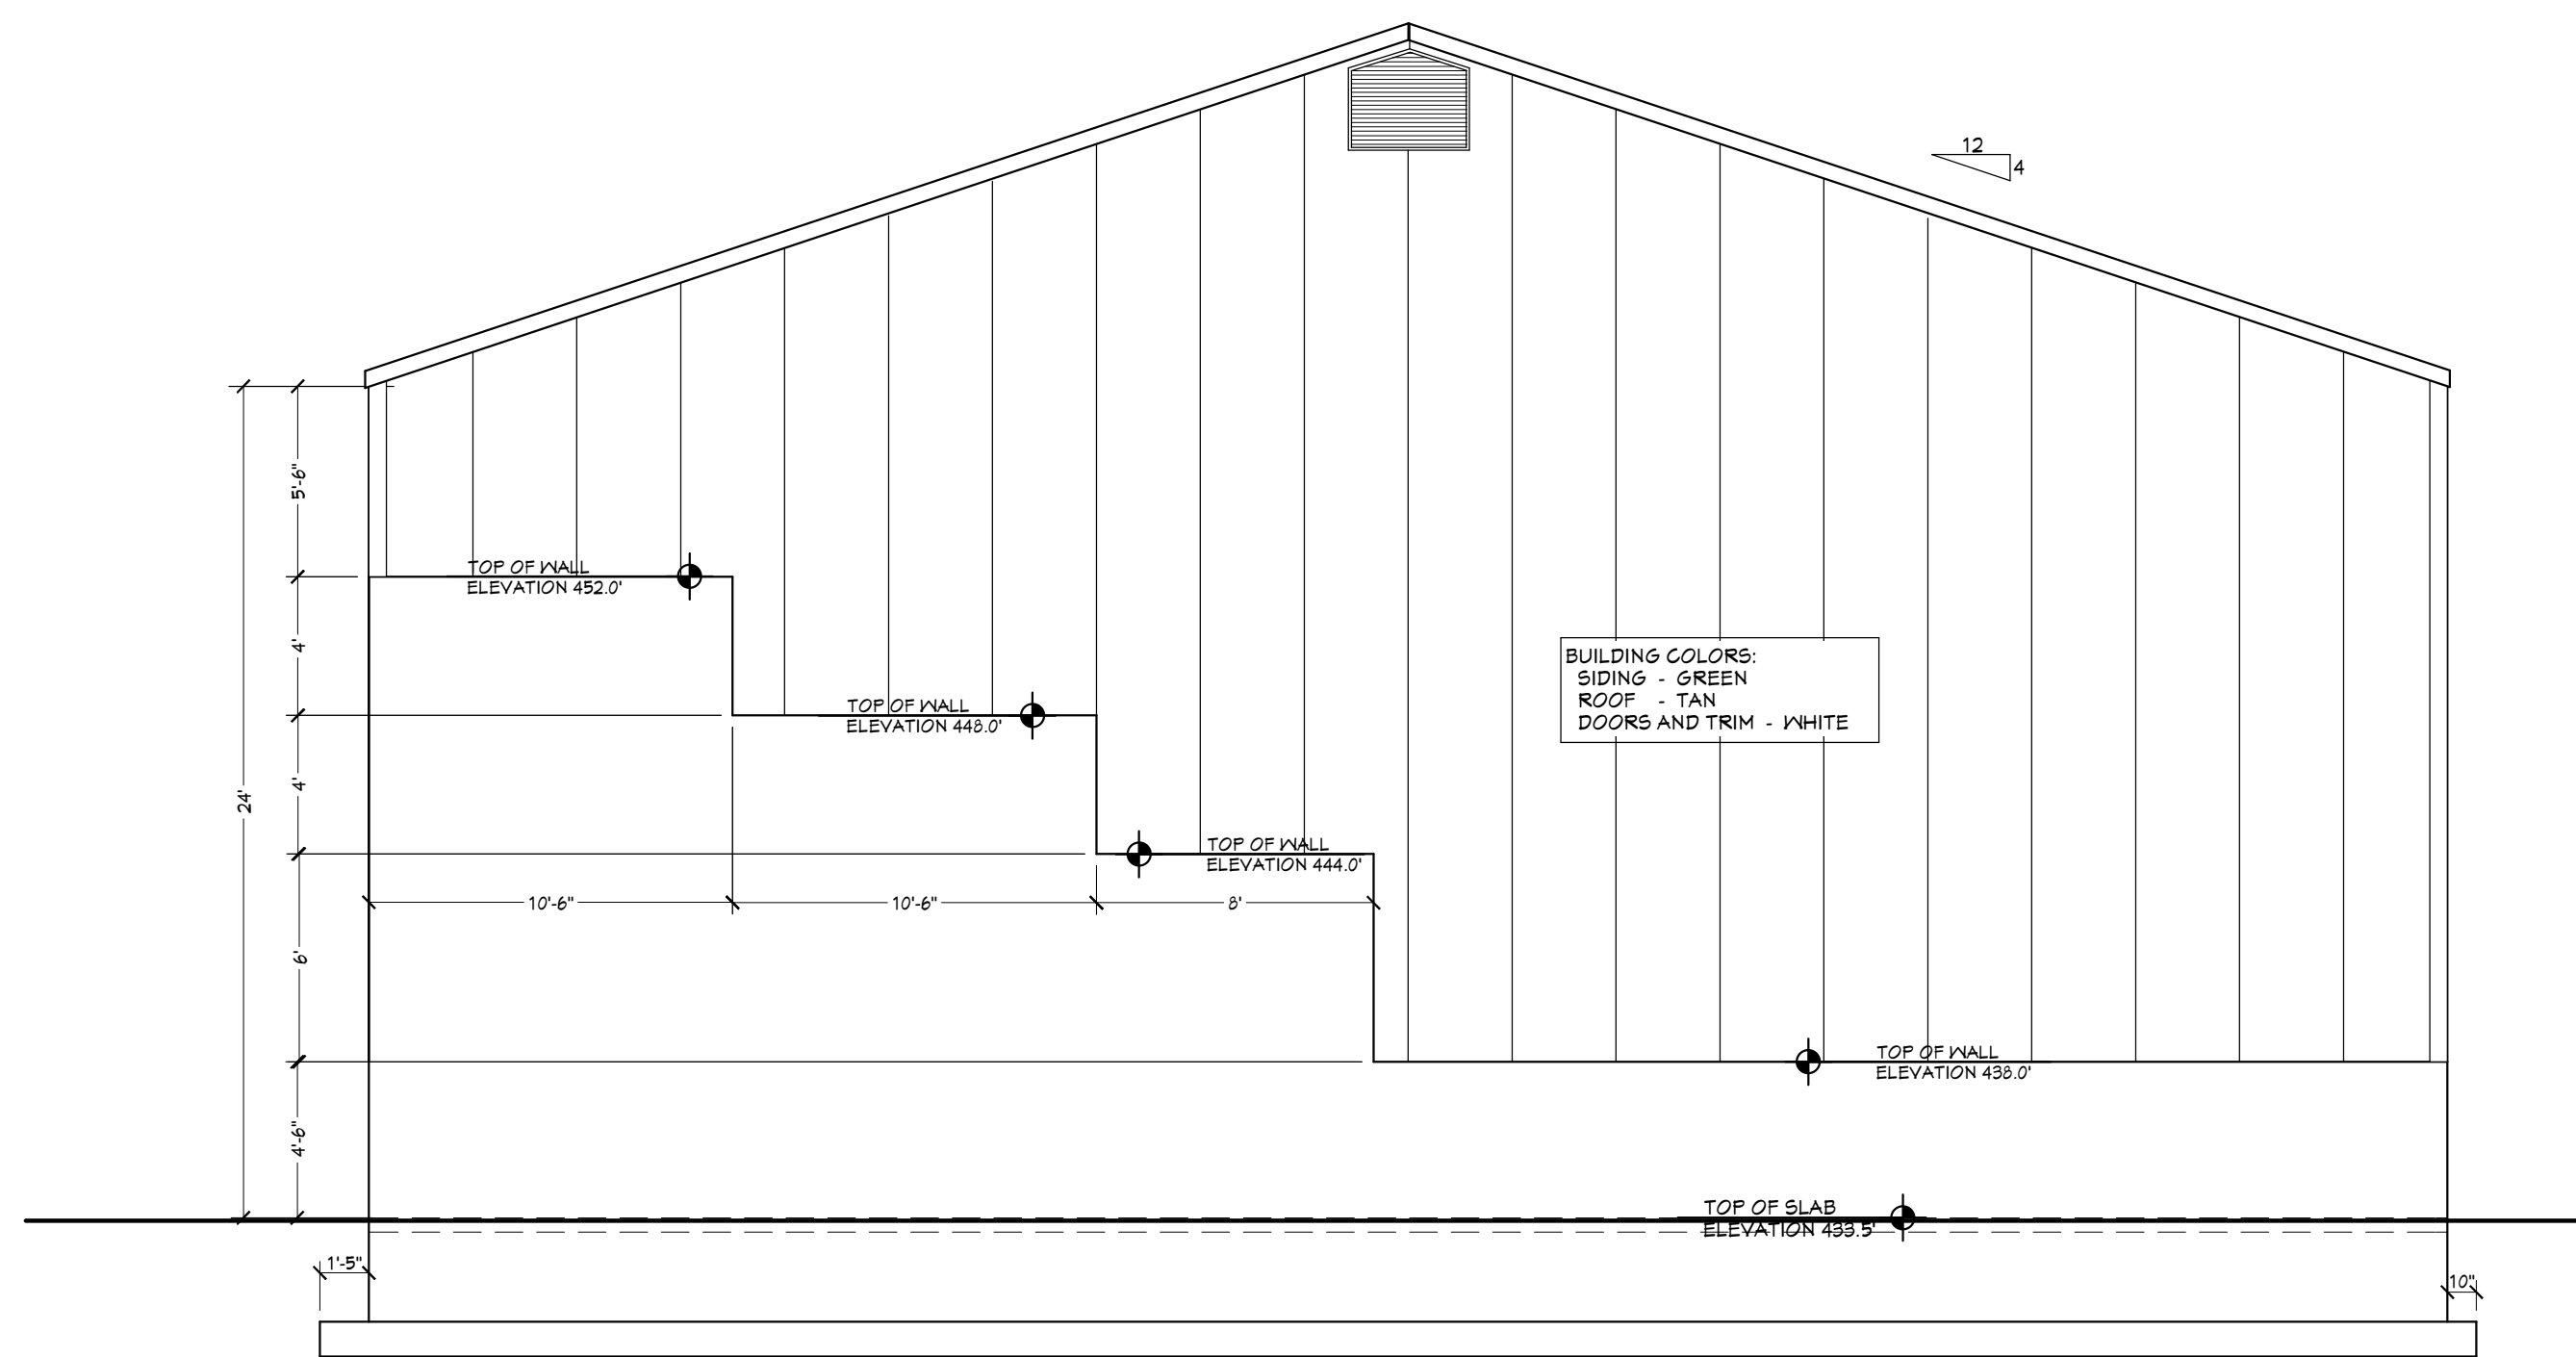 12
4
5'-6"
TOP OF WALL
ELEVATION 452.0'
4'
BUILDING COLORS:
SIDING - GREEN
ROOF - TAN
DOORS AND TRIM - WHITE
TOP OF WALL
ELEVATION 448.0'
4'
24'
TOP OF WALL
ELEVATION 444.0'
10'-6"
10'-6"
8'
6'
TOP OF WALL
ELEVATION 438.0'
4'-6"
TOP OF SLAB
ELEVATION 433.5'
1'-5"
10"